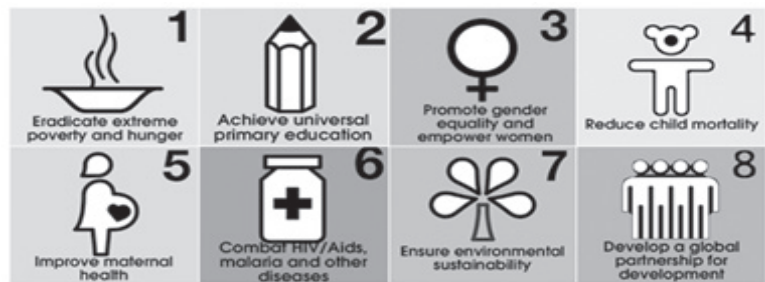 1
Eradicate extreme
poverty and hunger
2
Achieve universal
primary education
3
Promote gender
equality and
empower women
4
Reduce child mortality
5
Improve maternal
health
6
Combat HIV/Aids,
malaria and other
diseases
7
Ensure environmental
sustainability
8
Develop a global
partnership for
development